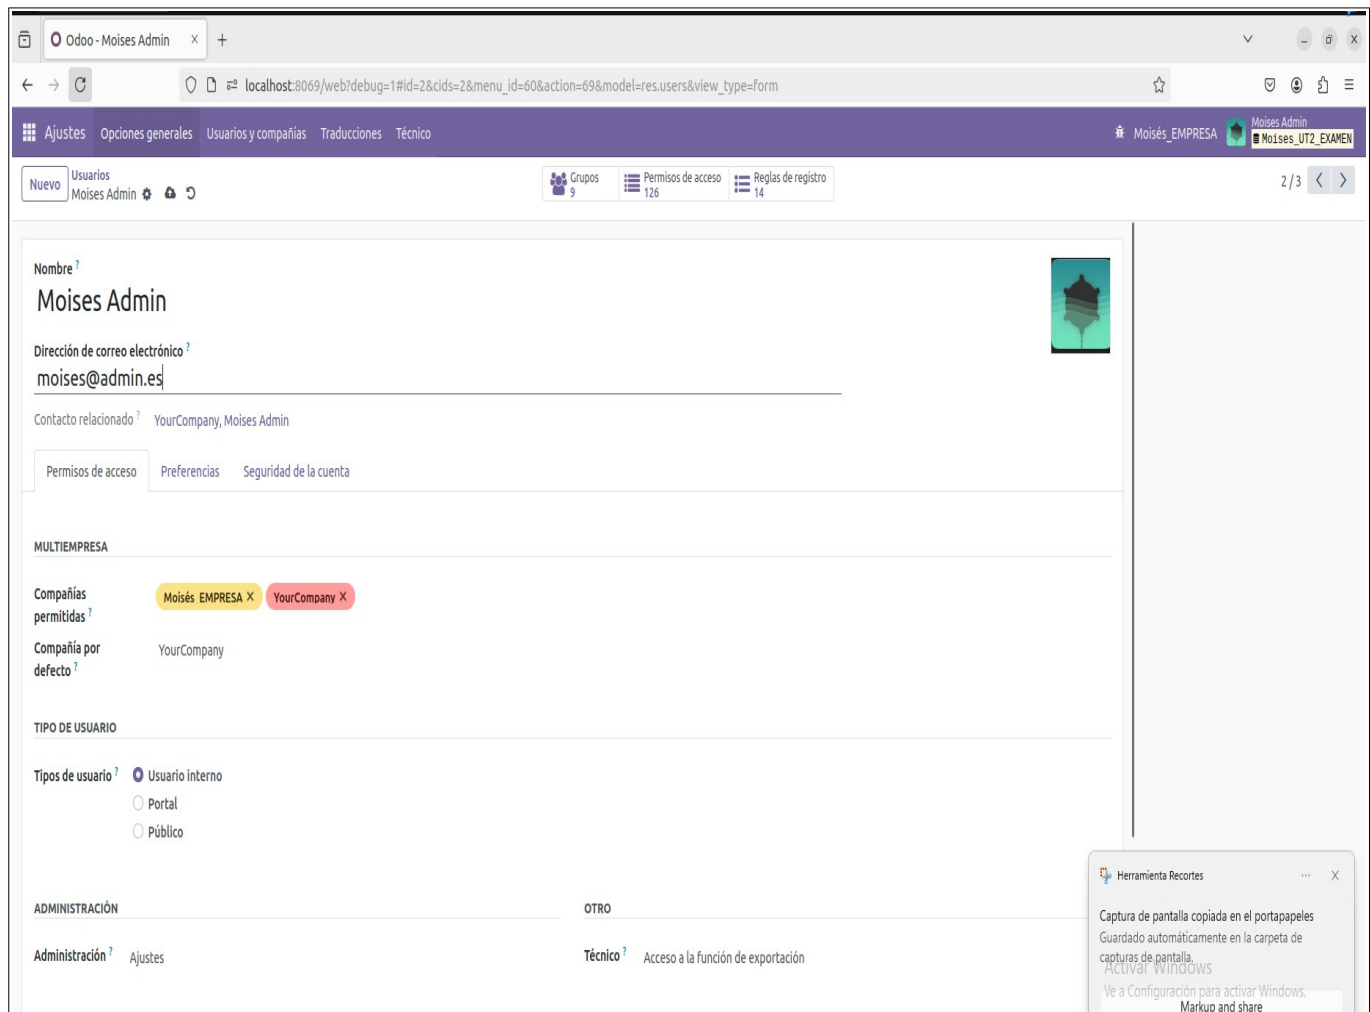 Odoo - Moises Admin
localhost:8069/web?debug=1#id=2&cids=2&menu_id=60&action=69&model=res.users&view_type=form
Ajustes Opciones generales Usuarios y compañías Traducciones Técnico Moisés_EMPRESA Moises Admin
Moises_UT2_EXAMEN
Nuevo Usuarios
Moises Admin
Grupos
9
Permisos de acceso
126
Reglas de registro
14
2 / 3
Nombre ?
Moises Admin
Dirección de correo electrónico ?
moises@admin.es
Contacto relacionado ? YourCompany, Moises Admin
Permisos de acceso Preferencias Seguridad de la cuenta
MULTIEMPRESA
Compañías
permitidas ?
Moisés_EMPRESA X YourCompany X
Compañía por
defecto ?
YourCompany
TIPO DE USUARIO
Tipos de usuario ? Usuario interno
Portal
Público
ADMINISTRACIÓN OTRO
Administración ? Ajustes Técnico ? Acceso a la función de exportación
Herramienta Recortes
Captura de pantalla copiada en el portapapeles
Guardado automáticamente en la carpeta de
capturas de pantalla.
Activar Windows
Ve a Configuración para activar Windows.
Markup and share